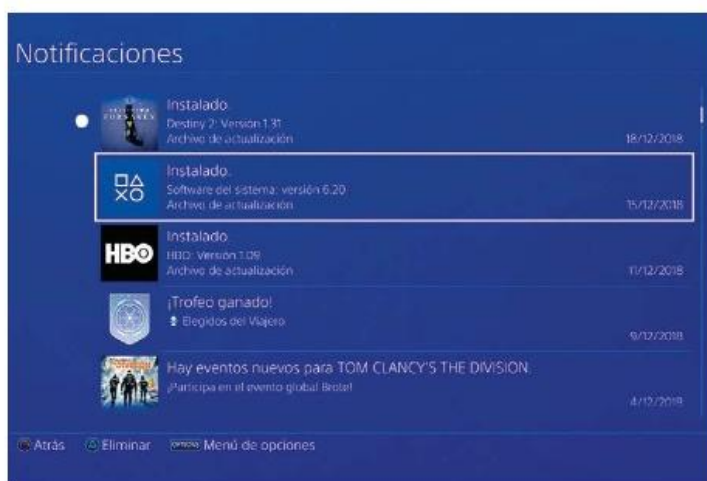 Notificaciones
Instalado.
Destiny 2: Versión 1.31
Archivo de actualización
18/12/2018
Instalado.
Software del sistema: versión 6.20
Archivo de actualización
15/12/2018
HBO
Instalado.
HBO: Versión 1.09
Archivo de actualización
11/12/2018
¡Trofeo ganado!
Elegidos del Viajero
9/12/2018
Hay eventos nuevos para TOM CLANCY'S THE DIVISION.
¡Participa en el evento global Brote!
4/12/2018
Atrás
Eliminar
OPTIONS Menú de opciones